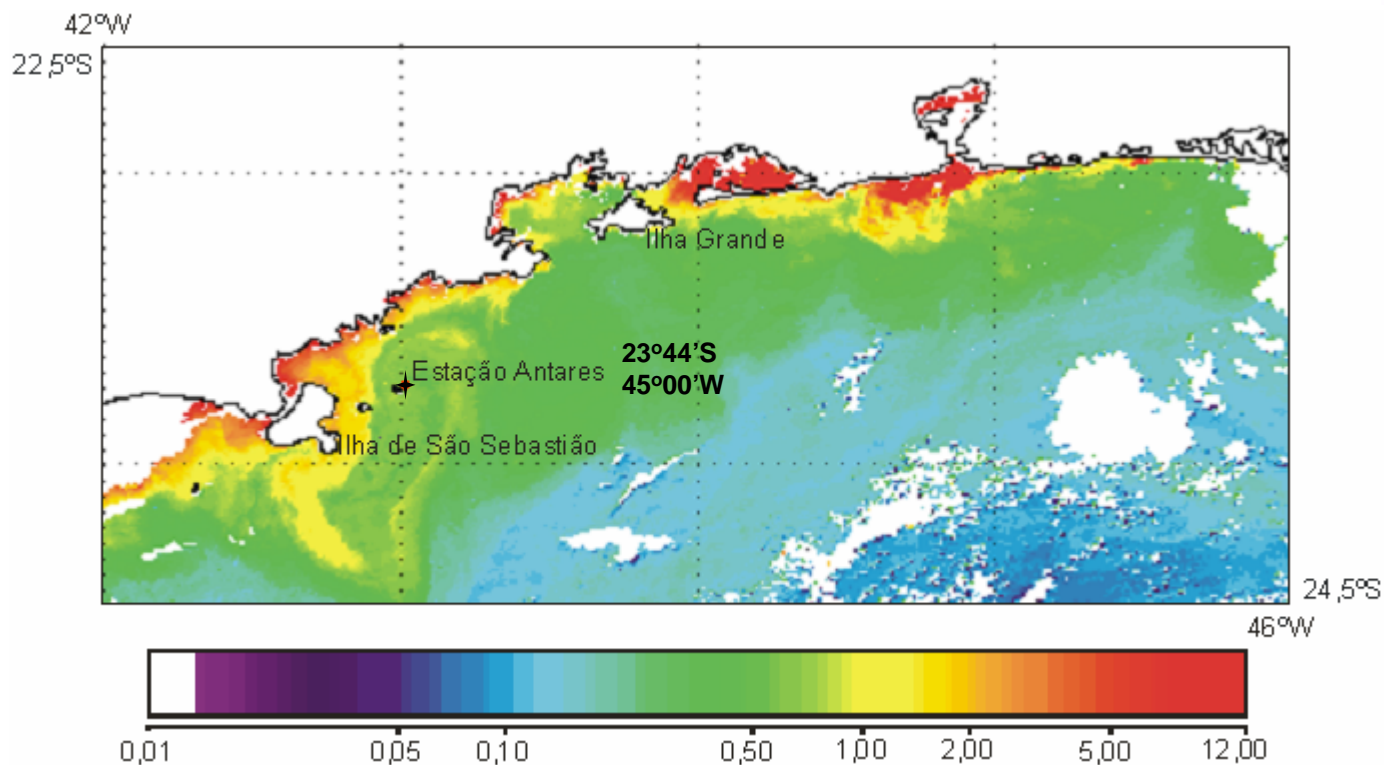 42ºW
22,5ºS
Ilha Grande
23º44'S
Estação Antares
45º00'W
Ilha de São Sebastião
24,5ºS
46ºW
0,01 0,05 0,10 0,50 1,00 2,00 5,00 12,00